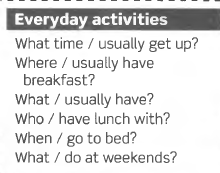 Everyday activities
What time / usually get up?
Where / usually have
breakfast?
What / usually have?
Who / have lunch with?
When / go to bed?
What / do at weekends?